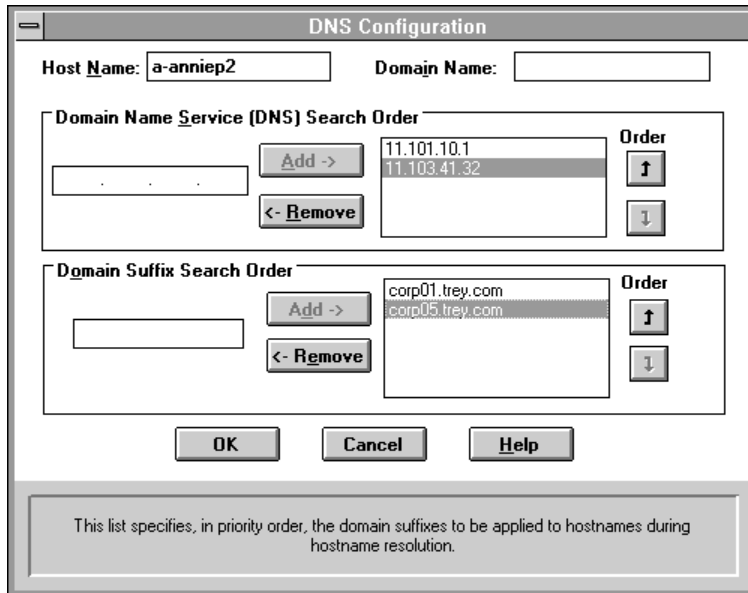 DNS Configuration
Host Name: a-anniep2 Domain Name:
Domain Name Service (DNS) Search Order
Order
Add ->
11.101.10.1
11.103.41.32
. . .
<- Remove
Domain Suffix Search Order
Order
Add ->
corp01.trey.com
corp05.trey.com
<- Remove
OK Cancel Help
This list specifies, in priority order, the domain suffixes to be applied to hostnames during
hostname resolution.